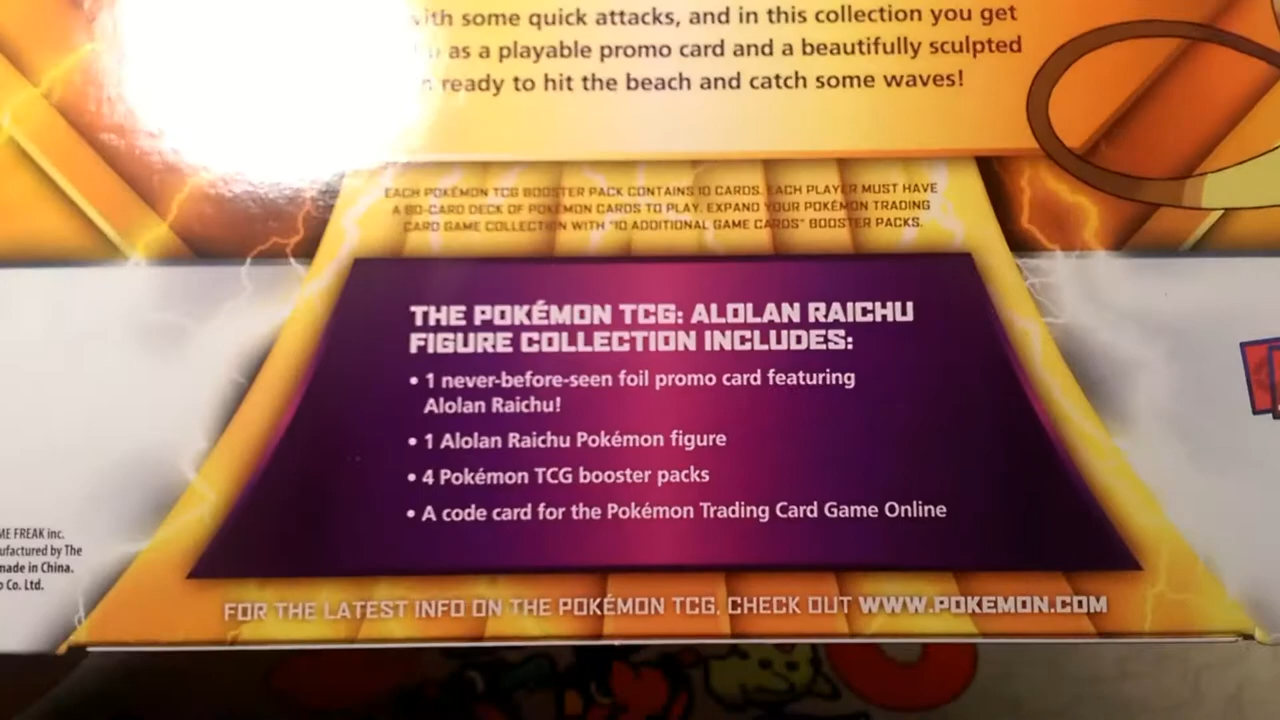 with some quick attacks, and in this collection you get
as a playable promo card and a beautifully sculpted
ready to hit the beach and catch some waves!
EACH POKÉMON TCG BOOSTER PACK CONTAINS 10 CARDS. EACH PLAYER MUST HAVE
A 60-CARD DECK OF POKÉMON CARDS TO PLAY. EXPAND YOUR POKÉMON TRADING
CARD GAME COLLECTION WITH "10 ADDITIONAL GAME CARDS" BOOSTER PACKS.
THE POKÉMON TCG: ALOLAN RAICHU
FIGURE COLLECTION INCLUDES:
• 1 never-before-seen foil promo card featuring
Alolan Raichu!
• 1 Alolan Raichu Pokémon figure
• 4 Pokémon TCG booster packs
• A code card for the Pokémon Trading Card Game Online
FREAK inc.
by The
made in China.
Co. Ltd.
FOR THE LATEST INFO ON THE POKÉMON TCG, CHECK OUT WWW.POKEMON.COM